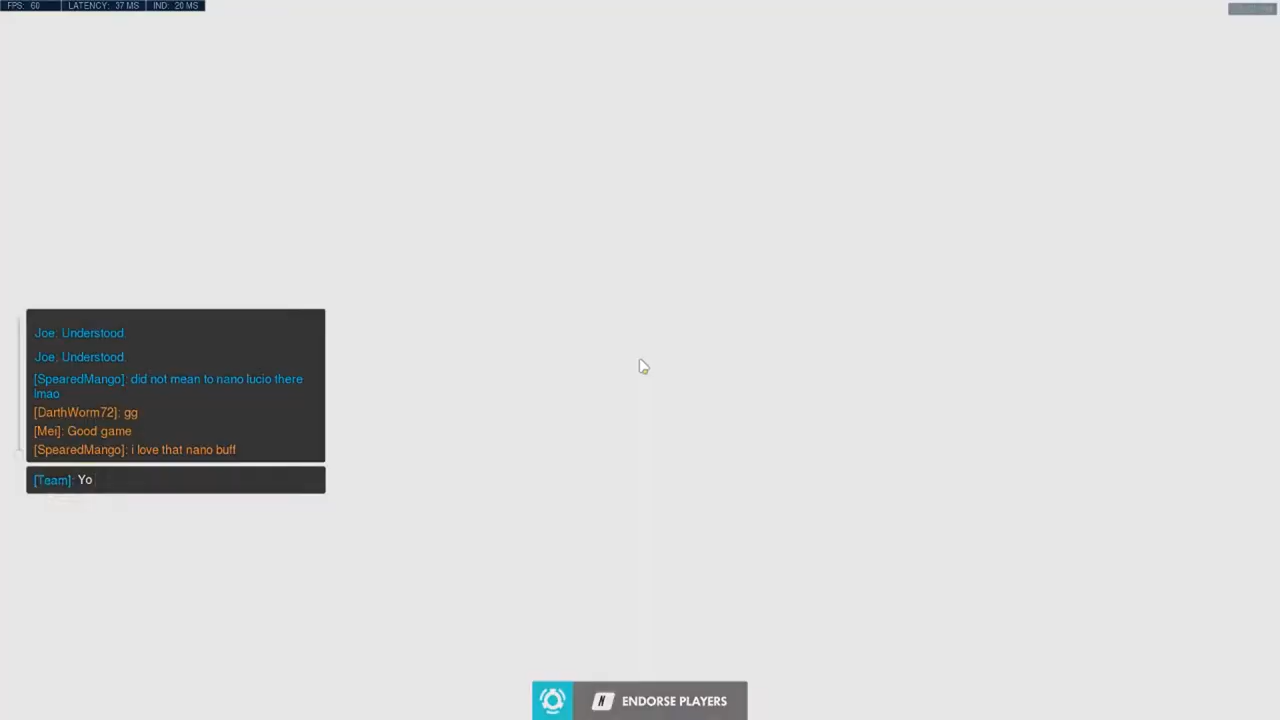 FPS: 60 LATENCY: 37 MS IND: 20 MS
Joe: Understood.
Joe: Understood.
[SpearedMango]: did not mean to nano lucio there
lmao
[DarthWorm72]: gg
[Mei]: Good game
[SpearedMango]: i love that nano buff
[Team]: Yo
N ENDORSE PLAYERS